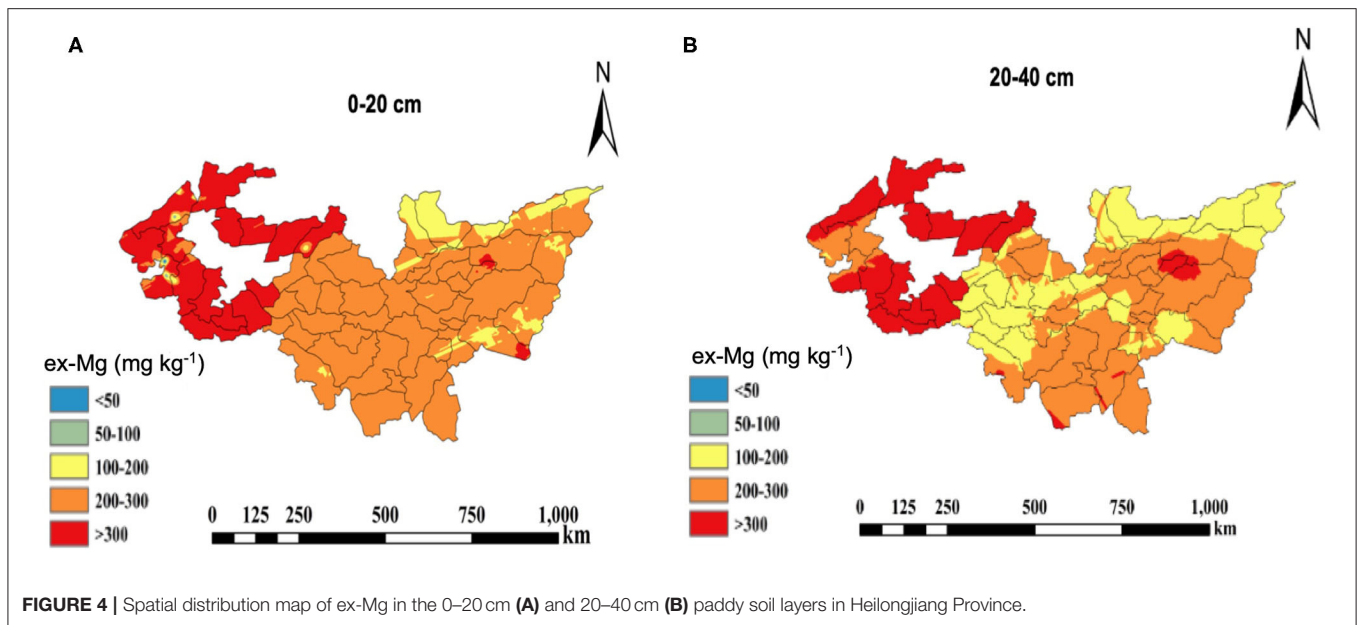 A
N
0-20 cm
ex-Mg (mg kg-1)
<50
50-100
100-200
200-300
>300
0 125 250 500 750 1,000
km
B
N
20-40 cm
ex-Mg (mg kg-1)
<50
50-100
100-200
200-300
>300
0 125 250 500 750 1,000
km
FIGURE 4 | Spatial distribution map of ex-Mg in the 0–20 cm (A) and 20–40 cm (B) paddy soil layers in Heilongjiang Province.